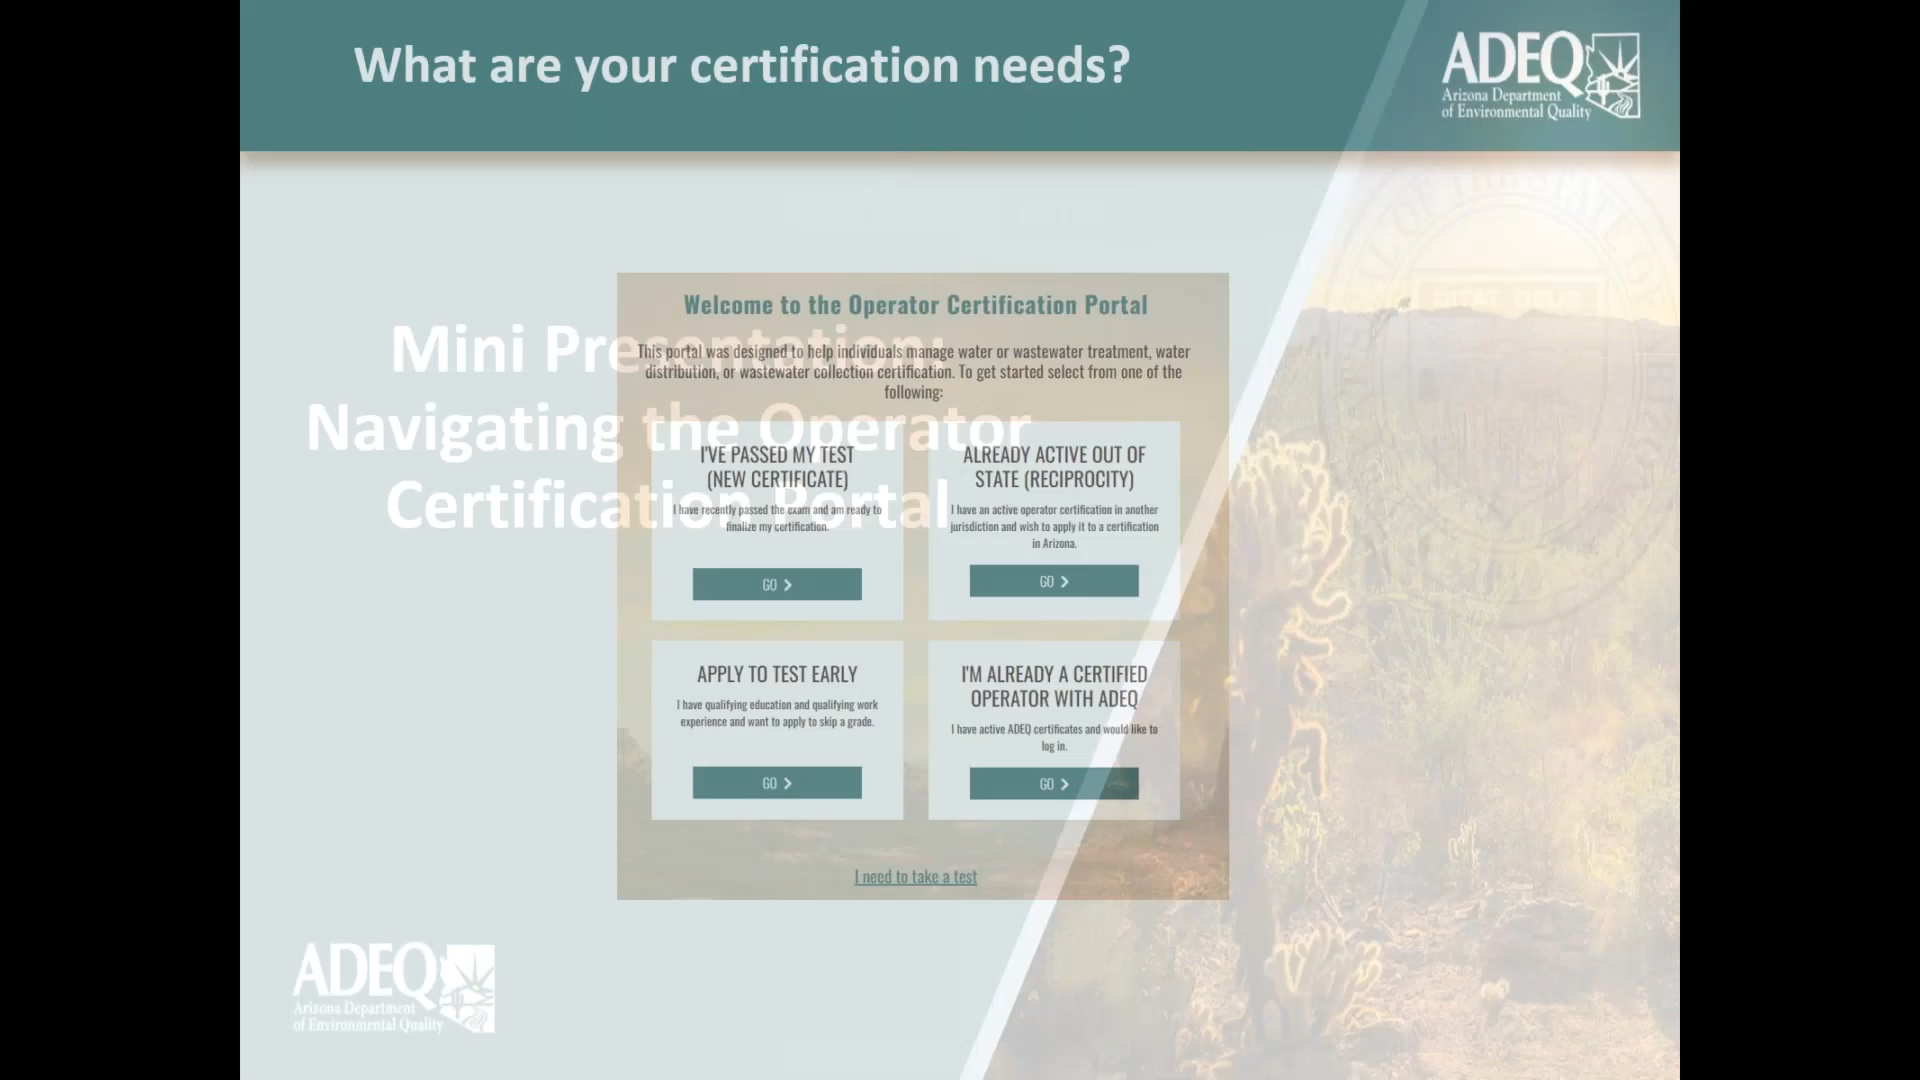 What are your certification needs?
ADEQ
Arizona Department
of Environmental Quality
Mini Presentation:
Navigating the Operator
Certification Portal
Welcome to the Operator Certification Portal
This portal was designed to help individuals manage water or wastewater treatment, water
distribution, or wastewater collection certification. To get started select from one of the
following:
I'VE PASSED MY TEST
(NEW CERTIFICATE)
I have recently passed the exam and am ready to
finalize my certification.
GO >
ALREADY ACTIVE OUT OF
STATE (RECIPROCITY)
I have an active operator certification in another
jurisdiction and wish to apply it to a certification
in Arizona.
GO >
APPLY TO TEST EARLY
I have qualifying education and qualifying work
experience and want to apply to skip a grade.
GO >
I'M ALREADY A CERTIFIED
OPERATOR WITH ADEQ
I have active ADEQ certificates and would like to
log in.
GO >
I need to take a test
ADEQ
Arizona Department
of Environmental Quality